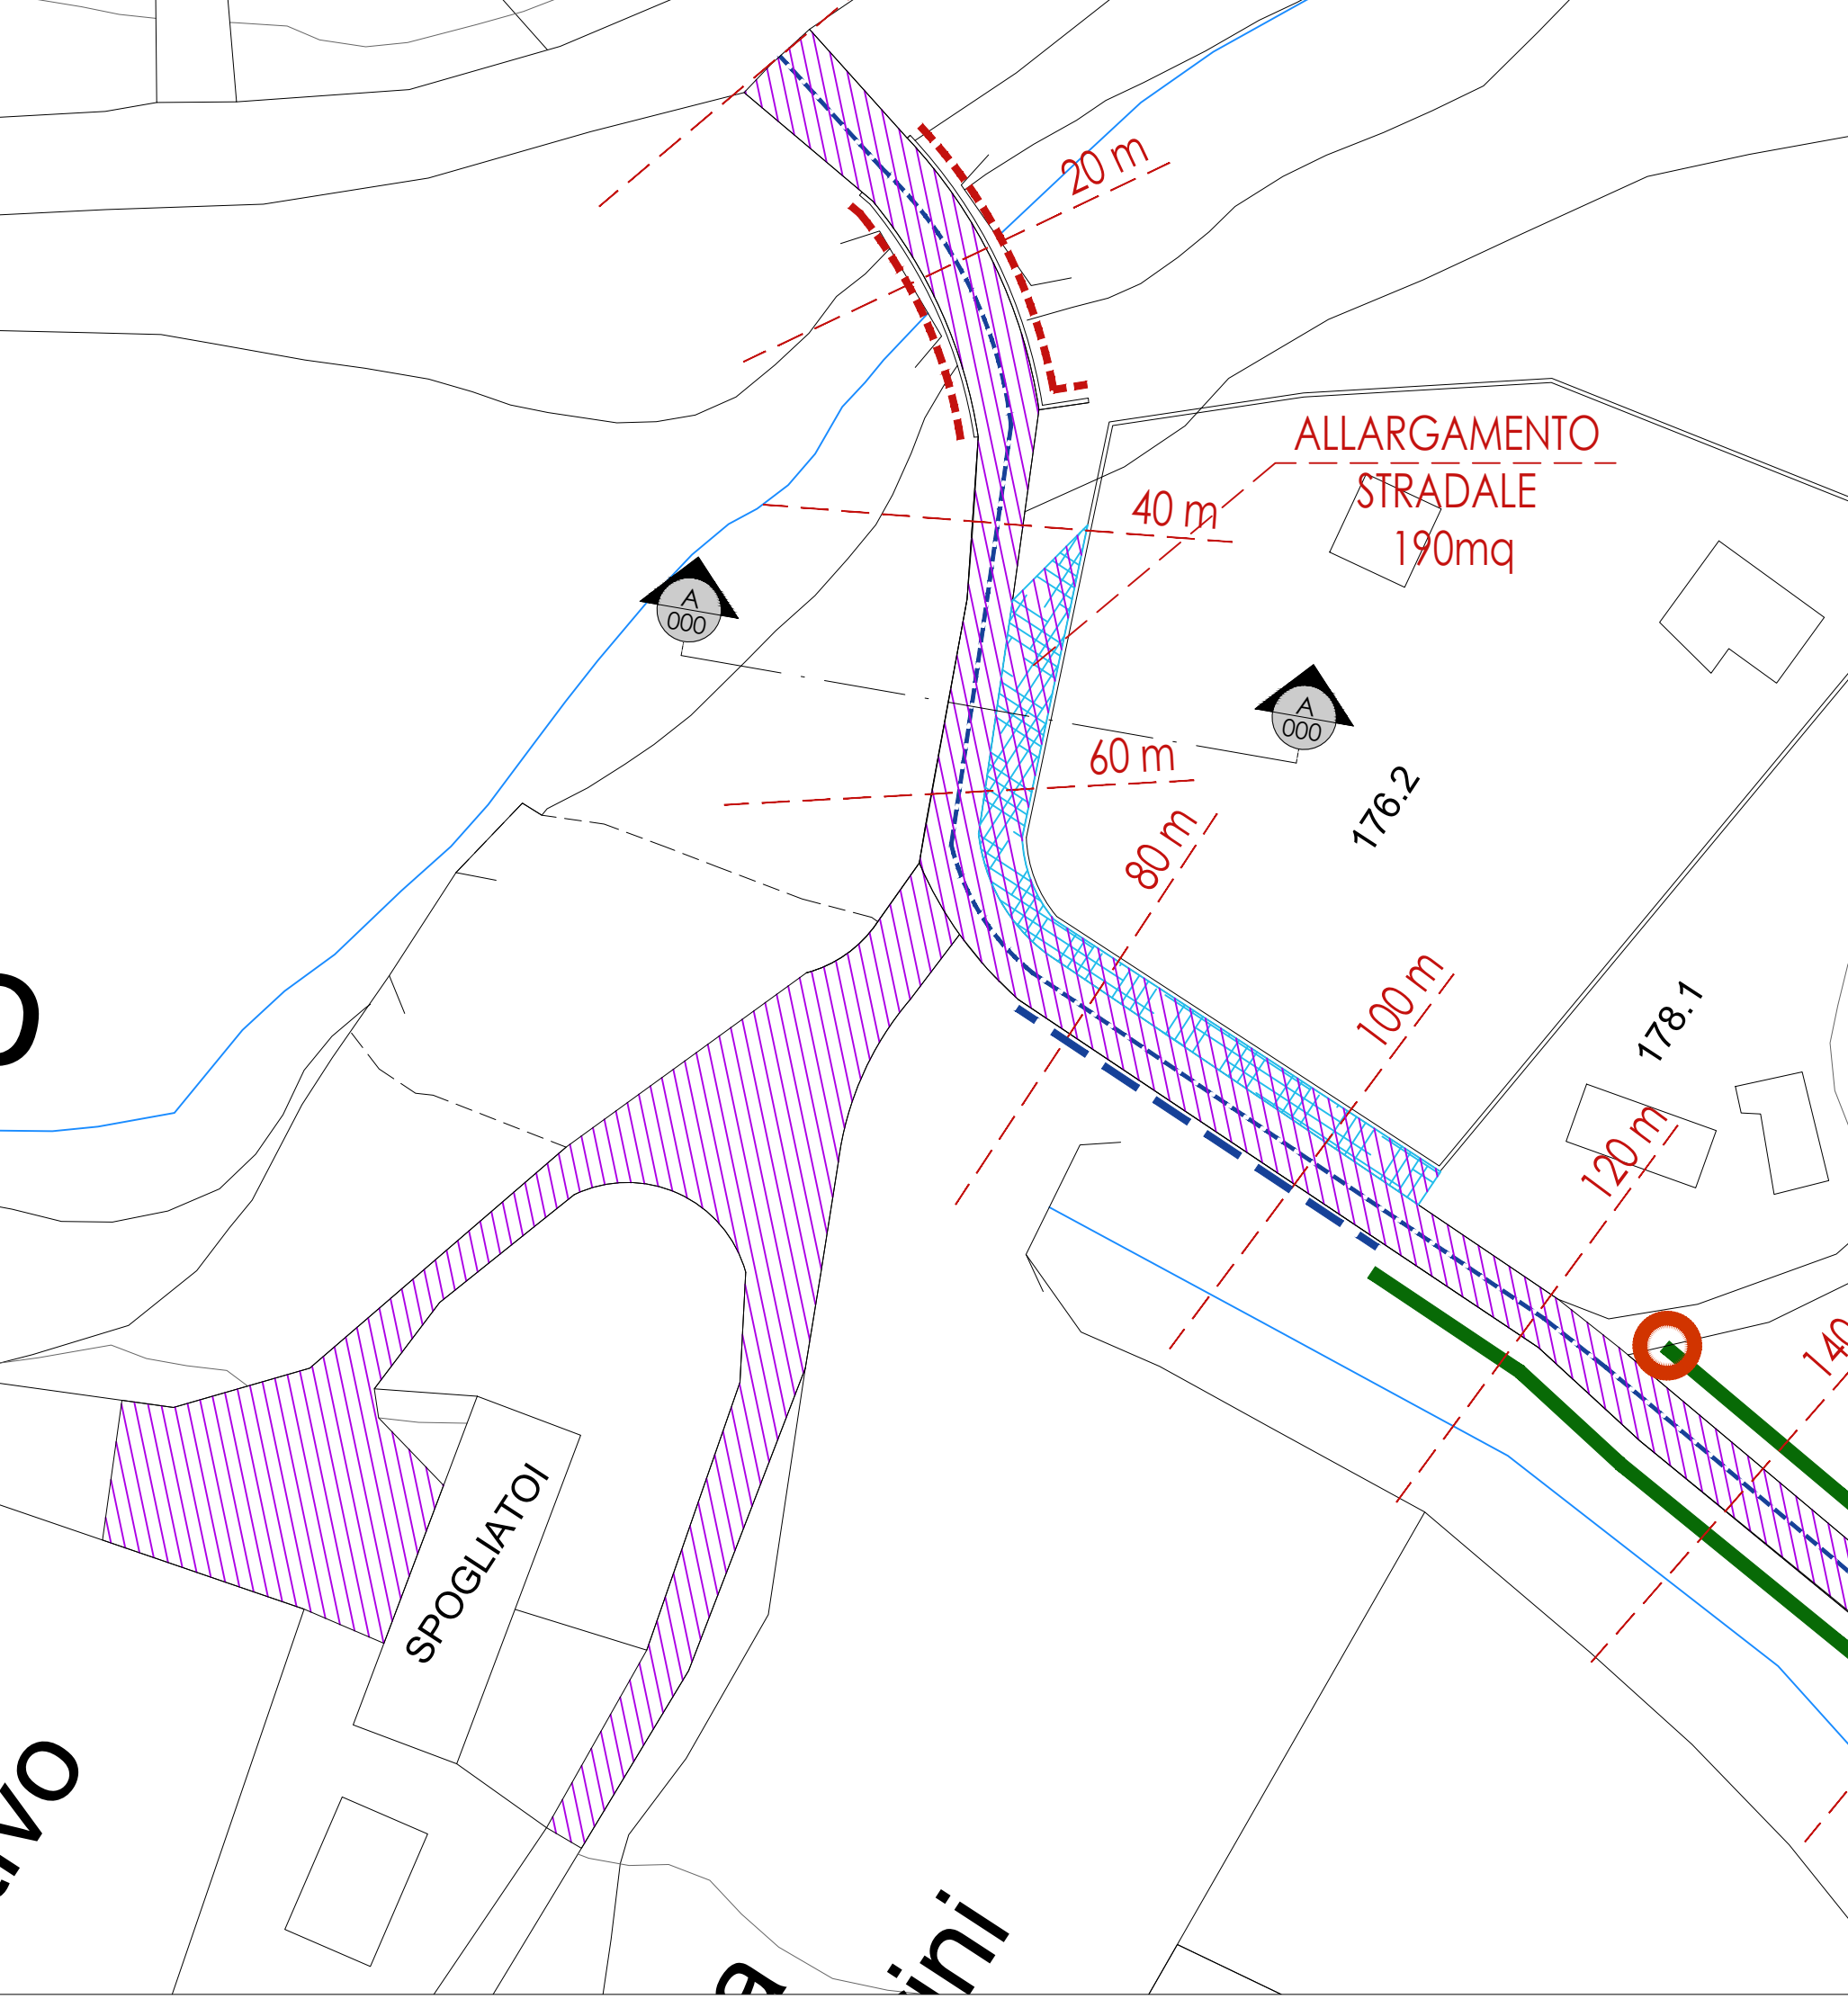 20 m
ALLARGAMENTO
STRADALE
190mq
40 m
A
000
A
000
60 m
176.2
80 m
100 m
178.1
120 m
140
SPOGLIATOI